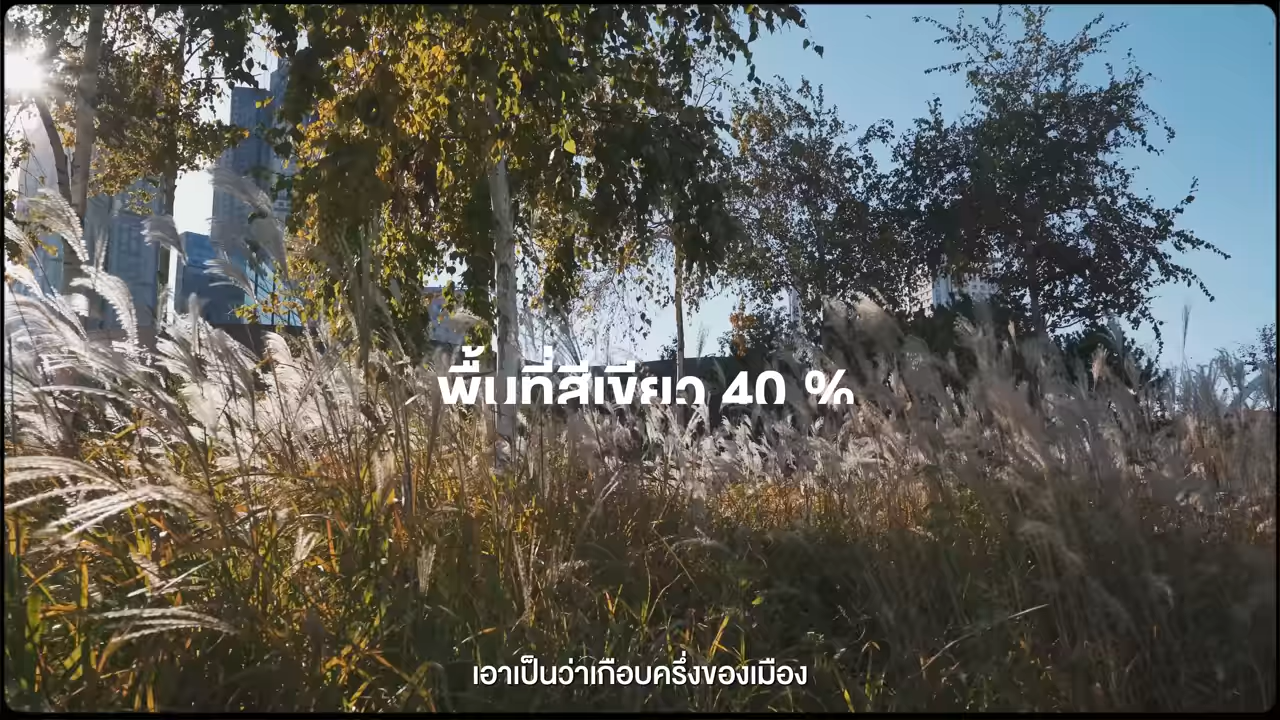 พื้นที่สีเขียว 40 %
เอาเป็นว่าเกือบครึ่งของเมือง